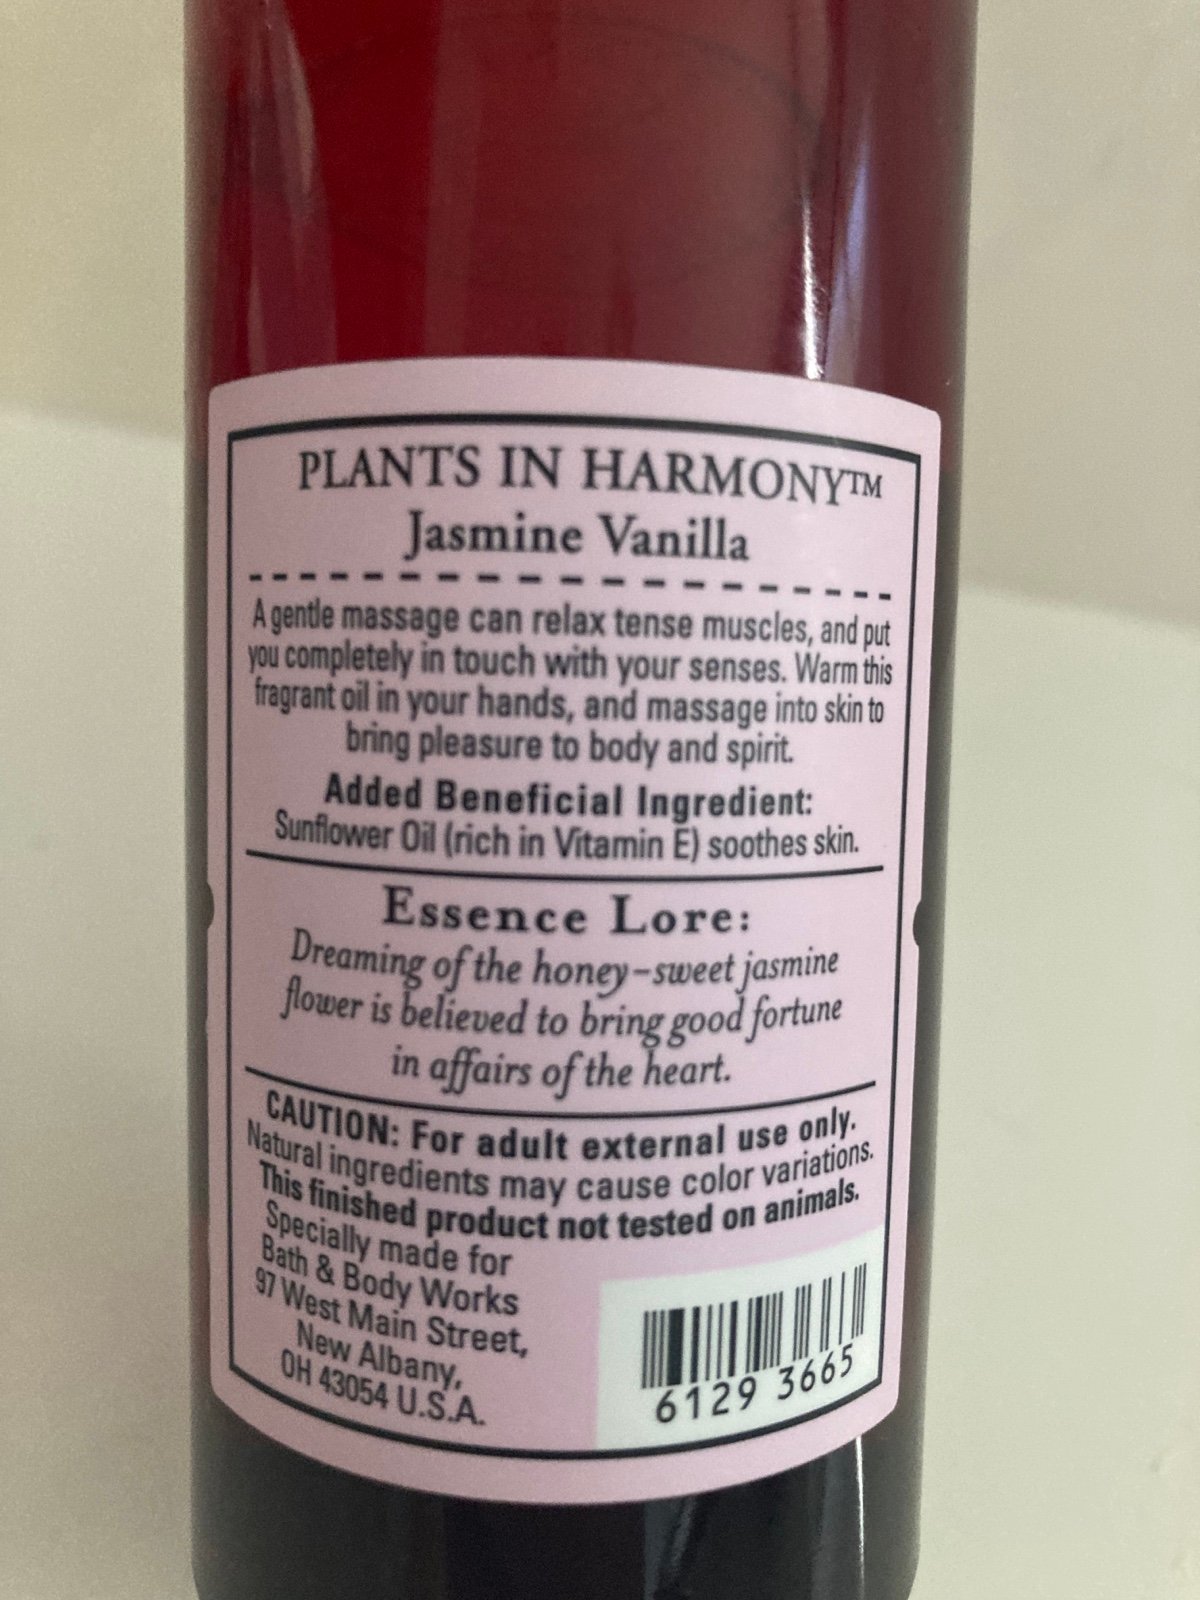 PLANTS IN HARMONY™
Jasmine Vanilla
A gentle massage can relax tense muscles, and put
you completely in touch with your senses. Warm this
fragrant oil in your hands, and massage into skin to
bring pleasure to body and spirit.
Added Beneficial Ingredient:
Sunflower Oil (rich in Vitamin E) soothes skin.
Essence Lore:
Dreaming of the honey-sweet jasmine
flower is believed to bring good fortune
in affairs of the heart.
CAUTION: For adult external use only.
Natural ingredients may cause color variations.
This finished product not tested on animals.
Specially made for
Bath & Body Works
97 West Main Street,
New Albany,
OH 43054 U.S.A.
6129 3665